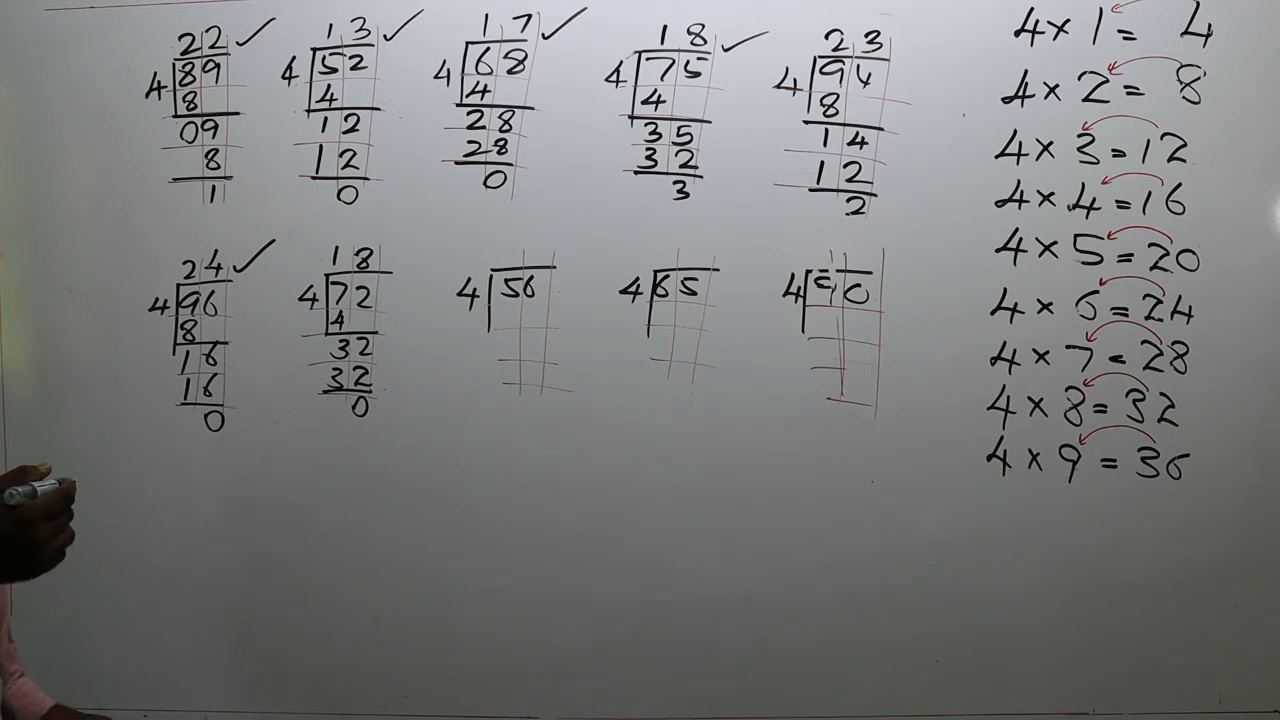 22 ✓ 13 ✓ 17 ✓ 18 ✓ 23
4 89 4 52 4 68 4 75 4 94
8 4 4 4 8
09 12 28 35 14
8 12 28 32 12
1 0 0 3 2
24 ✓ 18
4 96 4 72 4 56 4 65 4
8 4
16 32
16 32
0 0
4 × 1 = 4
4 × 2 = 8
4 × 3 = 12
4 × 4 = 16
4 × 5 = 20
4 × 6 = 24
4 × 7 = 28
4 × 8 = 32
4 × 9 = 36